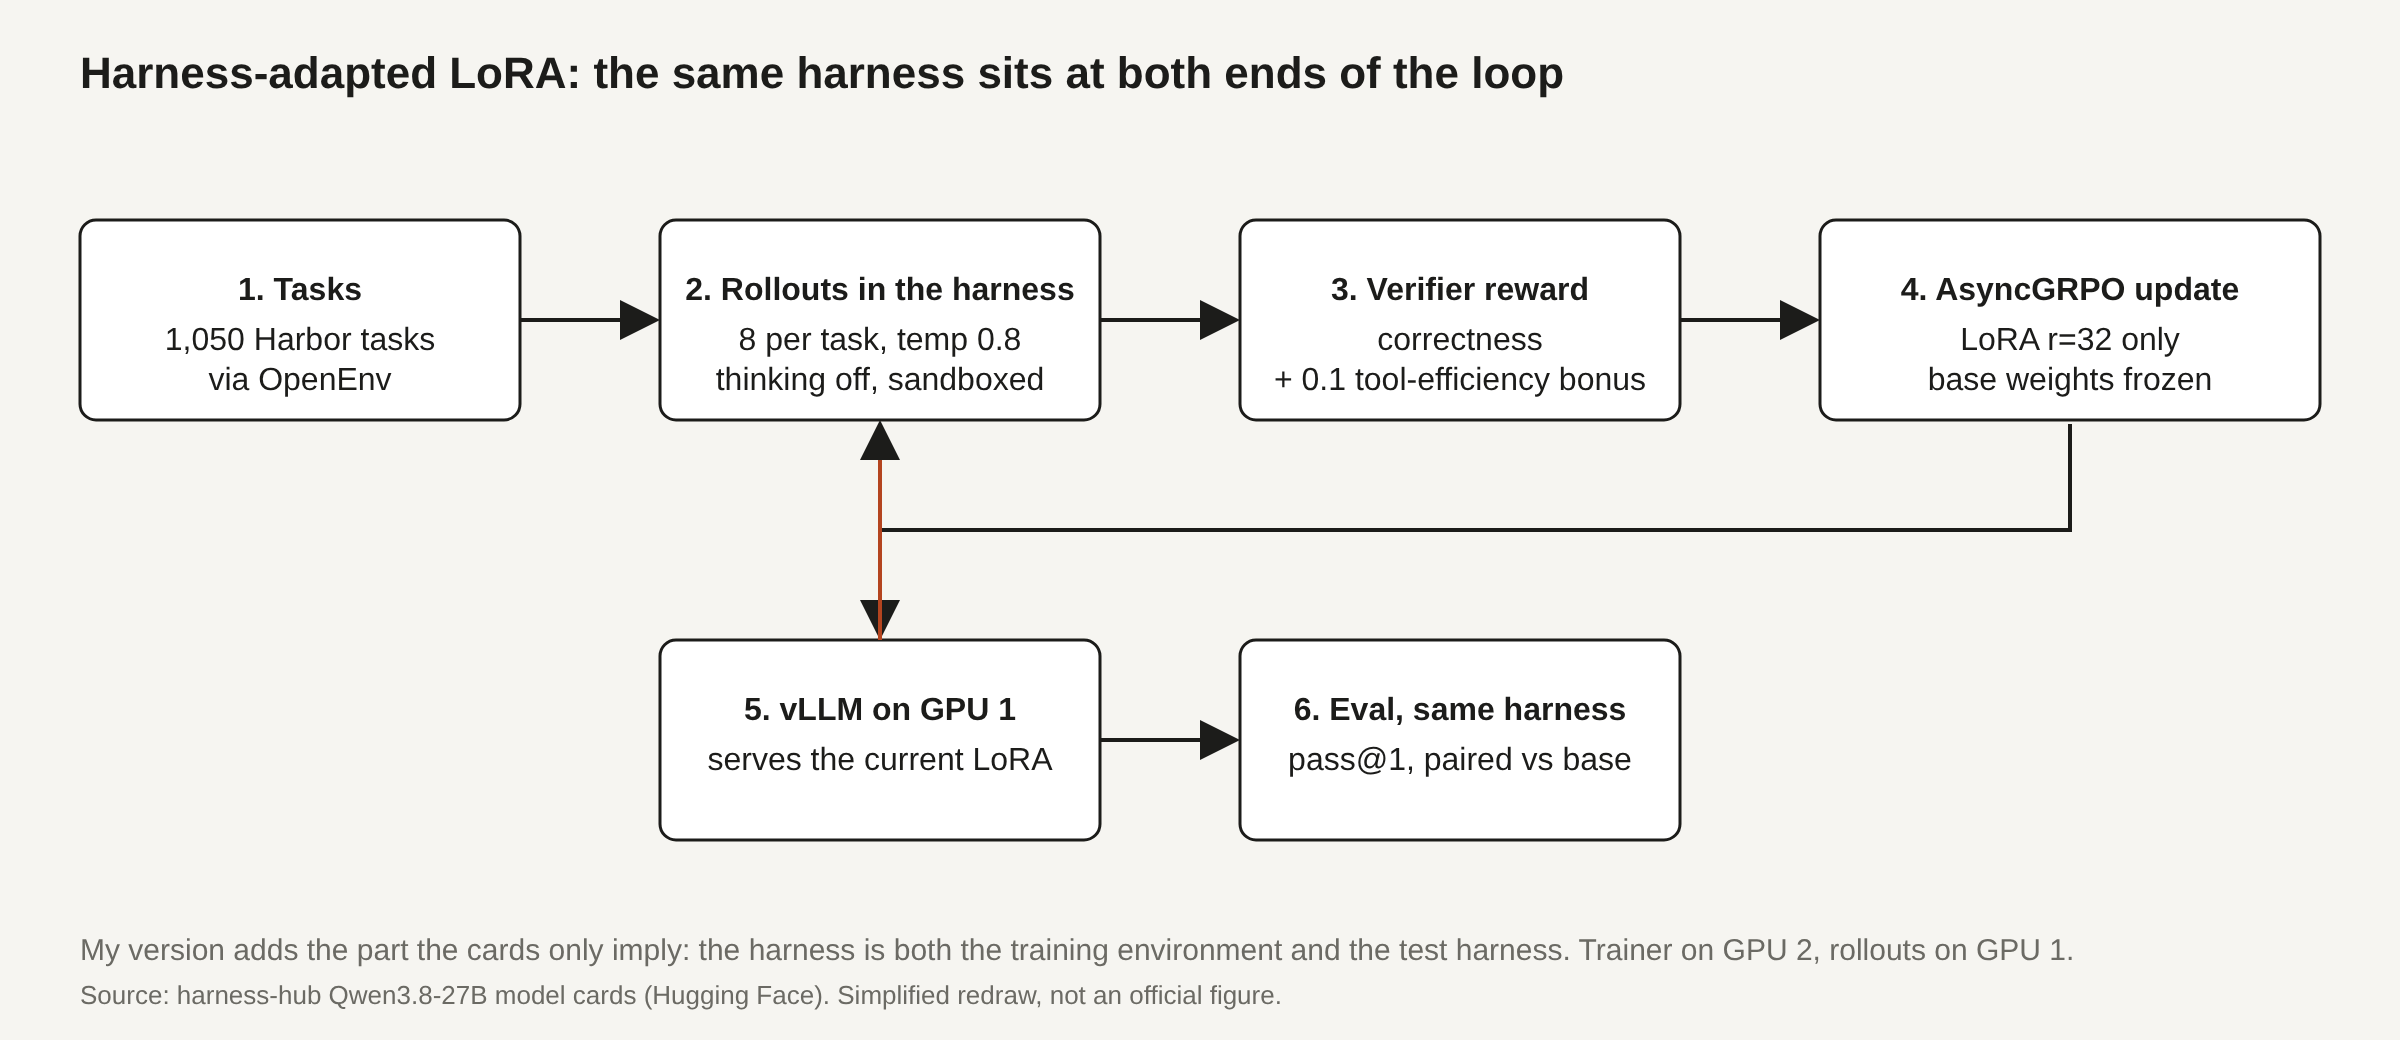 Harness-adapted LoRA: the same harness sits at both ends of the loop
1. Tasks
1,050 Harbor tasks
via OpenEnv
2. Rollouts in the harness
8 per task, temp 0.8
thinking off, sandboxed
3. Verifier reward
correctness
+ 0.1 tool-efficiency bonus
4. AsyncGRPO update
LoRA r=32 only
base weights frozen
5. vLLM on GPU 1
serves the current LoRA
6. Eval, same harness
pass@1, paired vs base
My version adds the part the cards only imply: the harness is both the training environment and the test harness. Trainer on GPU 2, rollouts on GPU 1.
Source: harness-hub Qwen3.8-27B model cards (Hugging Face). Simplified redraw, not an official figure.